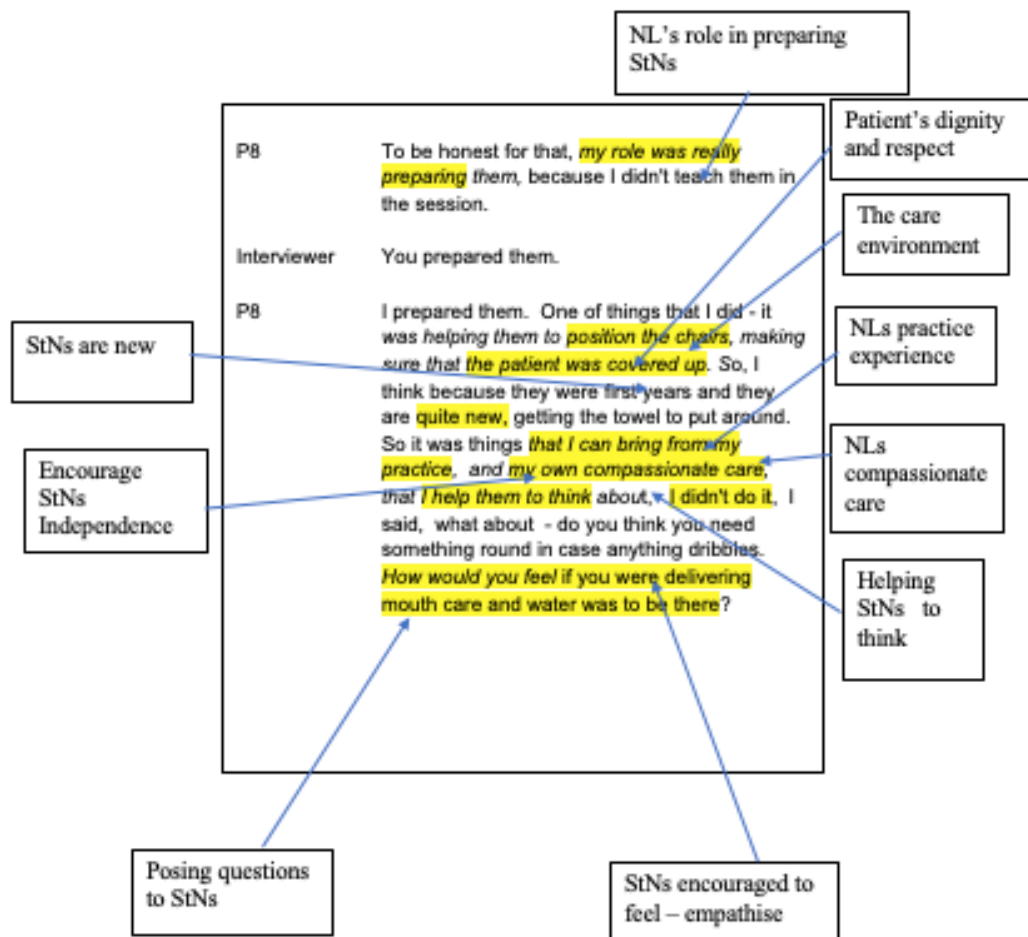 NL's role in preparing
StNs
Patient's dignity
and respect
The care
environment
NLs practice
experience
NLs
compassionate
care
Helping
StNs to
think
StNs are new
Encourage
StNs
Independence
P8 To be honest for that, my role was really
preparing them, because I didn't teach them in
the session.
Interviewer You prepared them.
P8 I prepared them. One of things that I did - it
was helping them to position the chairs, making
sure that the patient was covered up. So, I
think because they were first years and they
are quite new, getting the towel to put around.
So it was things that I can bring from my
practice, and my own compassionate care,
that I help them to think about, I didn't do it, I
said, what about - do you think you need
something round in case anything dribbles.
How would you feel if you were delivering
mouth care and water was to be there?
Posing questions
to StNs
StNs encouraged to
feel – empathise